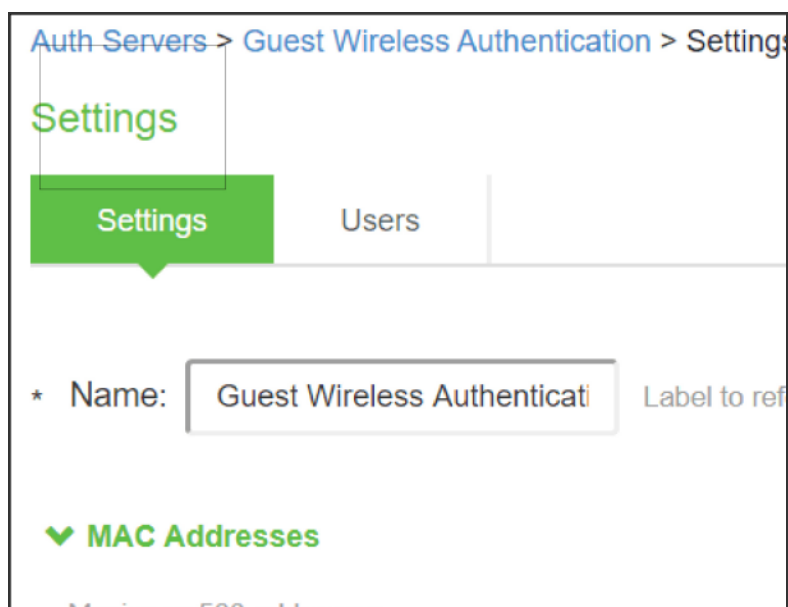 Auth Servers > Guest Wireless Authentication > Settings
Settings
Settings Users
* Name: Guest Wireless Authenticati Label to ref
MAC Addresses